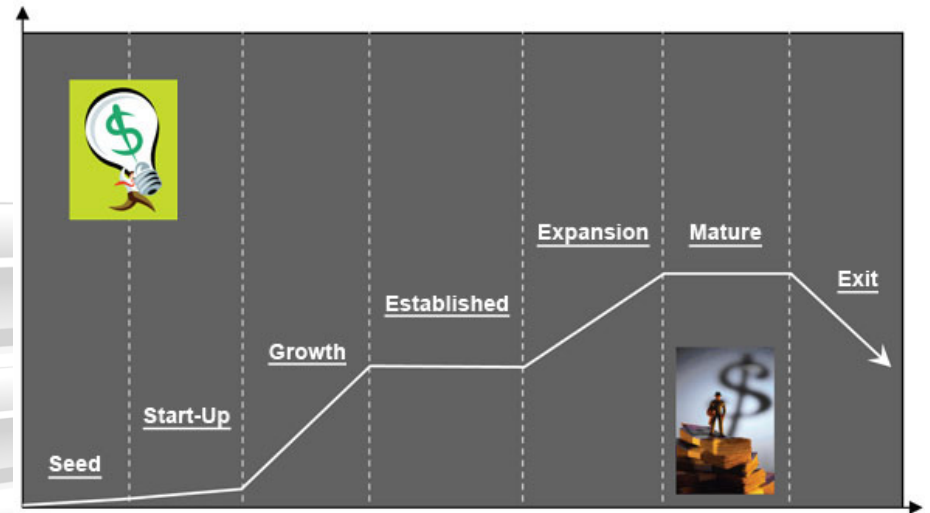 Seed
Start-Up
Growth
Established
Expansion
Mature
Exit
$
$